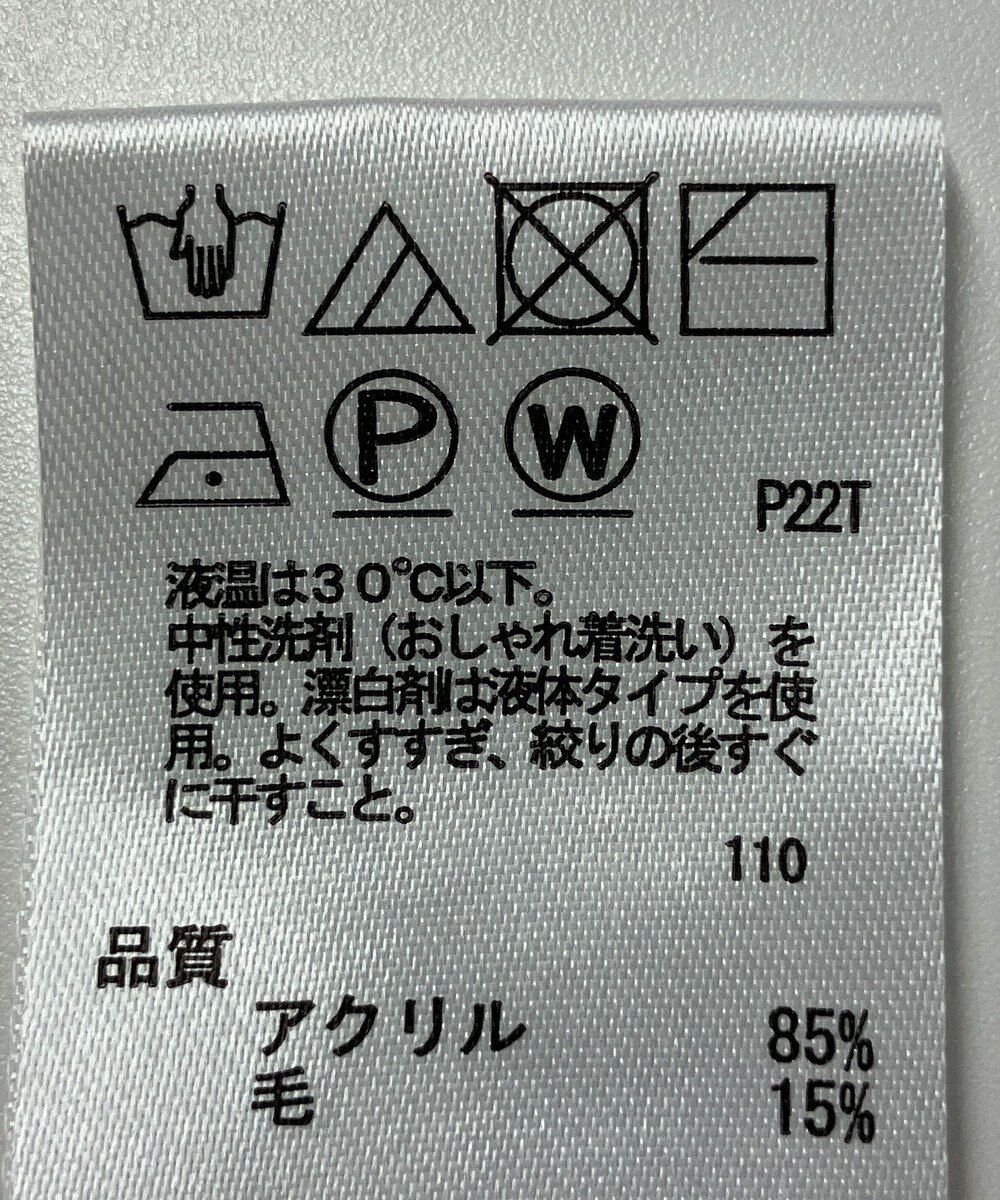 P W
P22T
液温は30℃以下。
中性洗剤（おしゃれ着洗い）を
使用。漂白剤は液体タイプを使
用。よくすすぎ、絞りの後すぐ
に干すこと。
110
品質
アクリル 85%
毛 15%